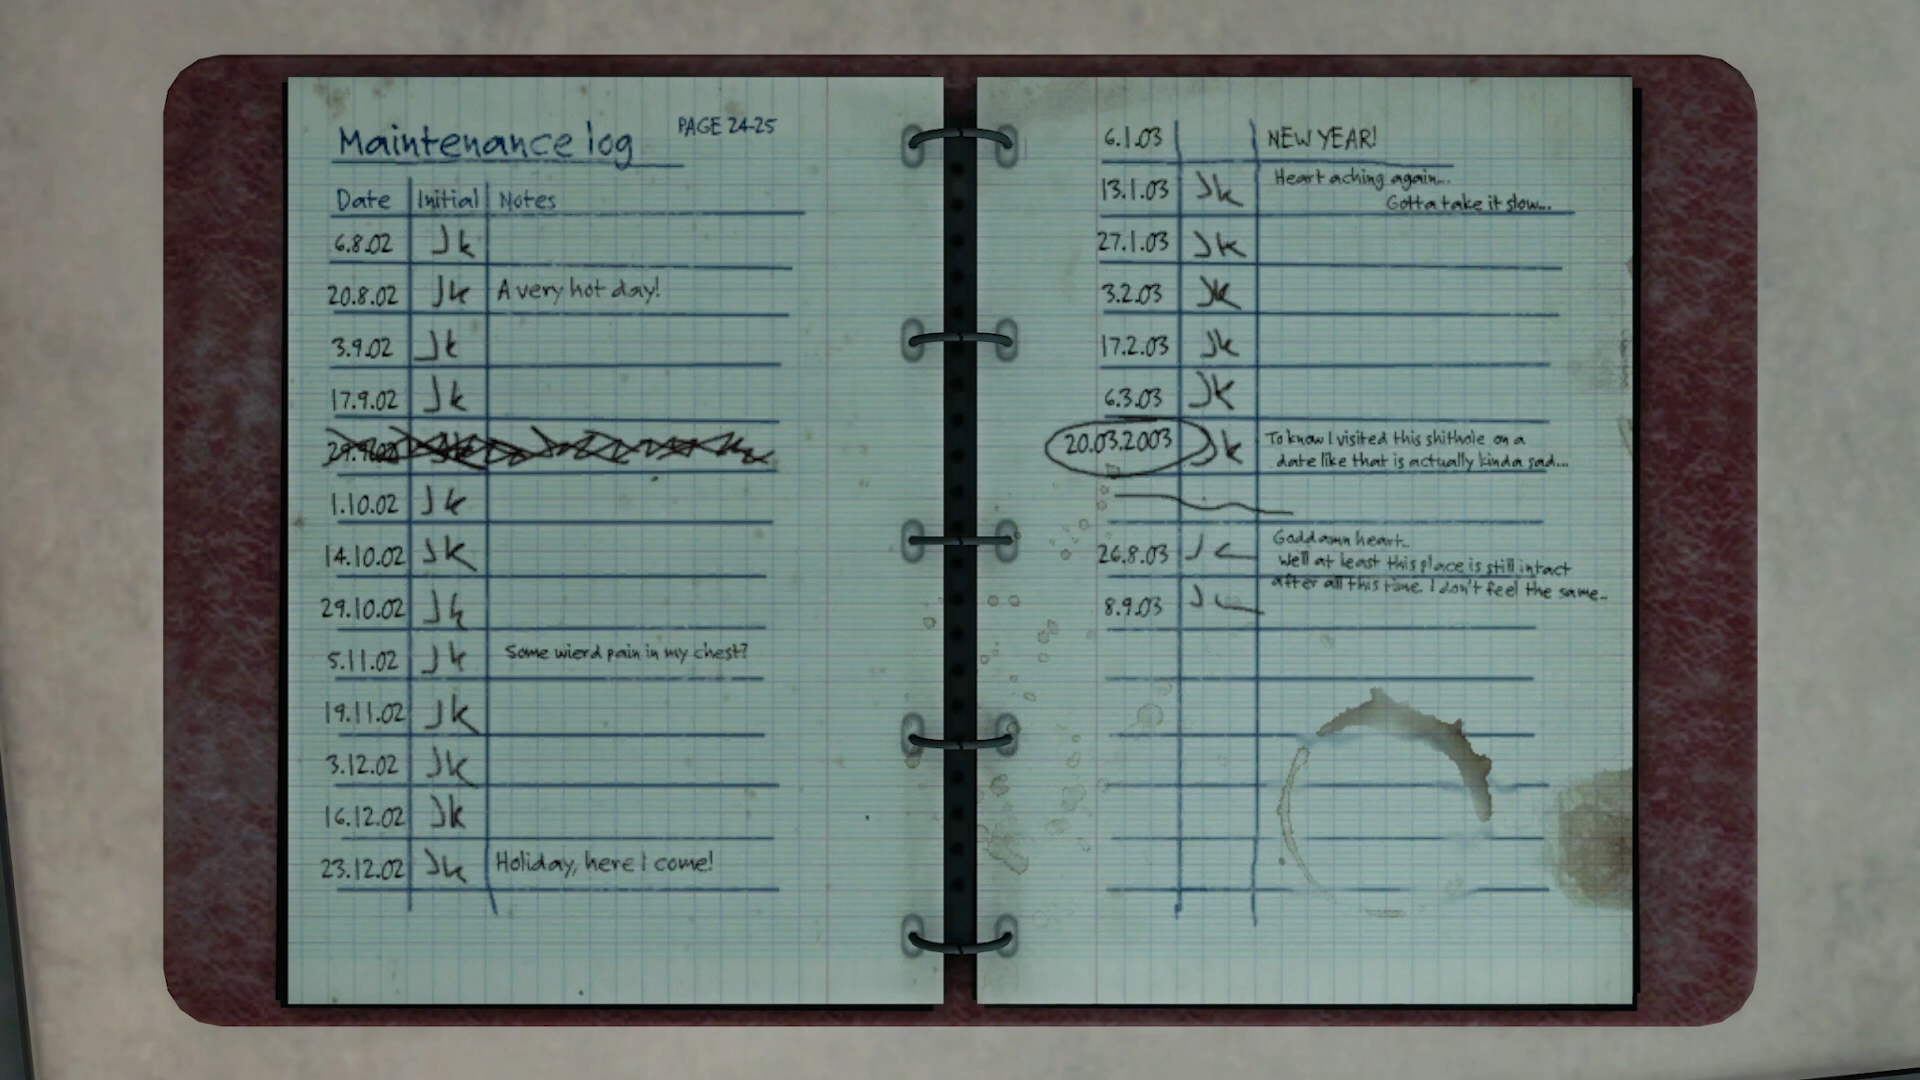 Maintenance log PAGE 24-25
Date Initial Notes
6.8.02 Jk
20.8.02 Jk A very hot day!
3.9.02 Jk
17.9.02 Jk
1.10.02 Jk
14.10.02 Jk
29.10.02 Jk
5.11.02 Jk Some wierd pain in my chest?
19.11.02 Jk
3.12.02 Jk
16.12.02 Jk
23.12.02 Jk Holiday, here I come!
6.1.03 NEW YEAR!
13.1.03 Jk Heart aching again...
Gotta take it slow...
27.1.03 Jk
3.2.03 Jk
17.2.03 Jk
6.3.03 Jk
20.03.2003 Jk To know I visited this shithole on a
date like that is actually kinda sad...
26.8.03 Goddamn heart..
Well at least this place is still intact
after all this time. I don't feel the same..
8.9.03